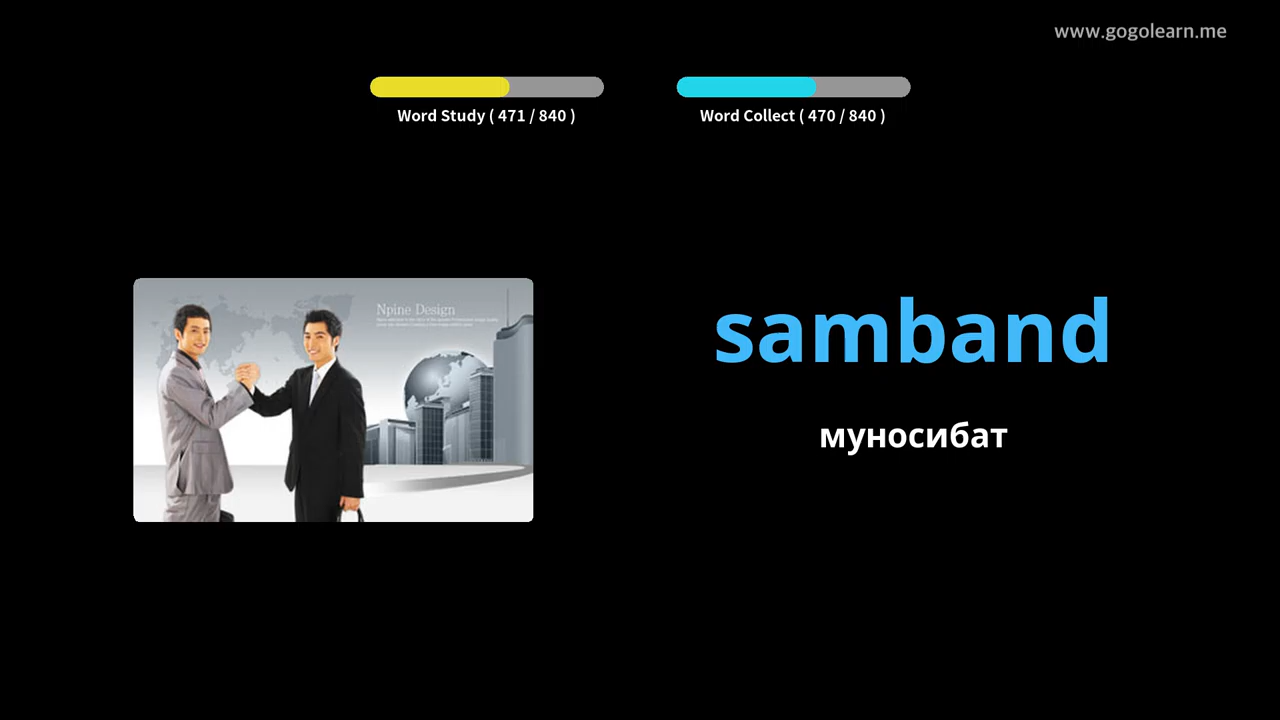 www.gogolearn.me
Word Study ( 471 / 840 )
Word Collect ( 470 / 840 )
Npine Design
samband
муносибат